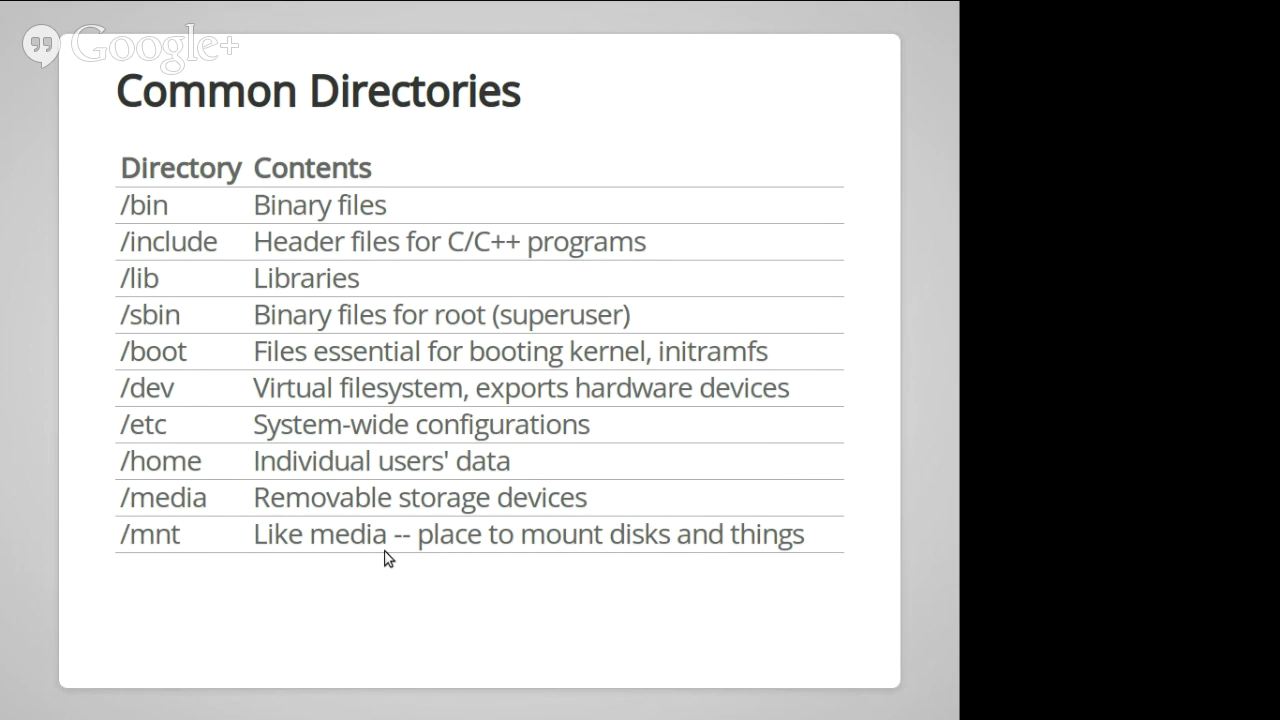 Google+
Common Directories
Directory Contents
/bin Binary files
/include Header files for C/C++ programs
/lib Libraries
/sbin Binary files for root (superuser)
/boot Files essential for booting kernel, initramfs
/dev Virtual filesystem, exports hardware devices
/etc System-wide configurations
/home Individual users' data
/media Removable storage devices
/mnt Like media -- place to mount disks and things